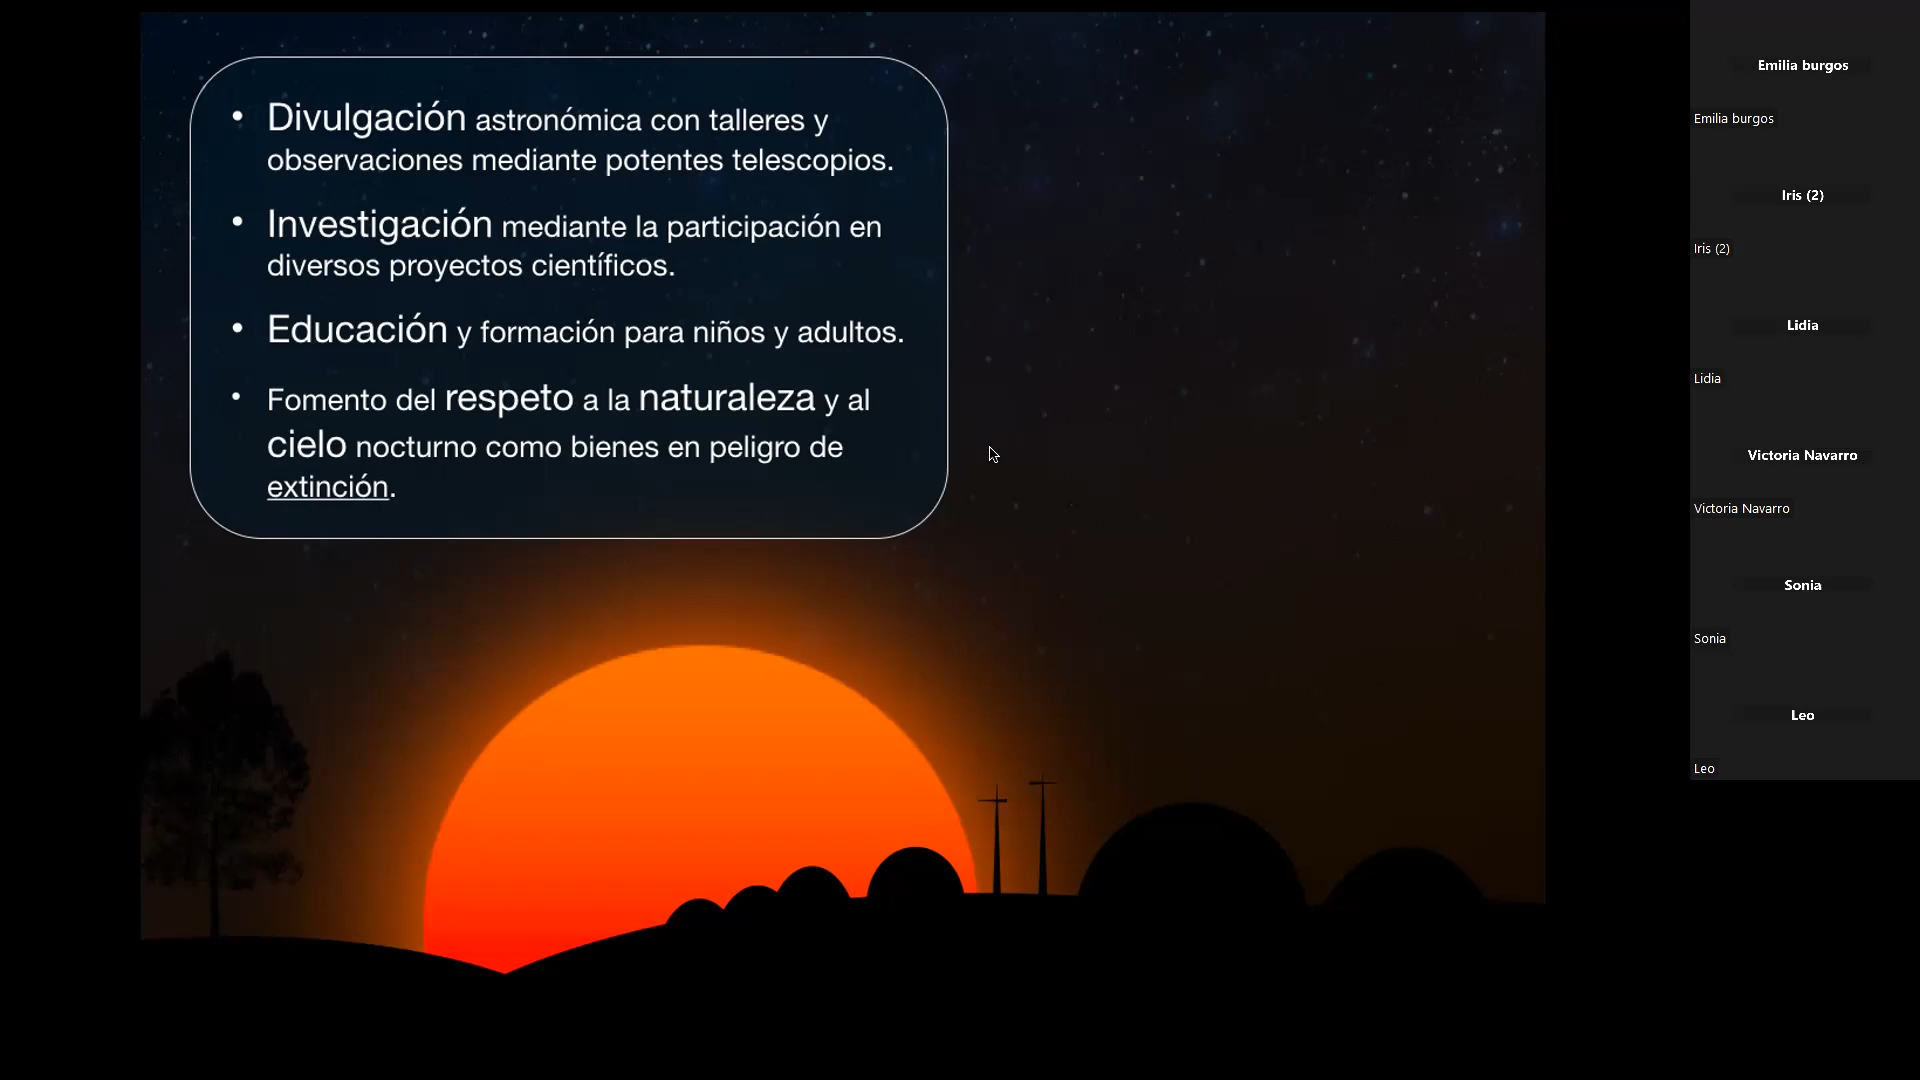 • Divulgación astronómica con talleres y
observaciones mediante potentes telescopios.
• Investigación mediante la participación en
diversos proyectos científicos.
• Educación y formación para niños y adultos.
• Fomento del respeto a la naturaleza y al
cielo nocturno como bienes en peligro de
extinción.
Emilia burgos
Emilia burgos
Iris (2)
Iris (2)
Lidia
Lidia
Victoria Navarro
Victoria Navarro
Sonia
Sonia
Leo
Leo